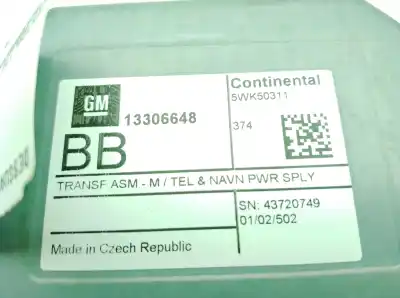 GM
13306648
Continental
5WK50311
374
BB
TRANSF ASM - M / TEL & NAVN PWR SPLY
SN: 43720749
01/02/502
Made in Czech Republic